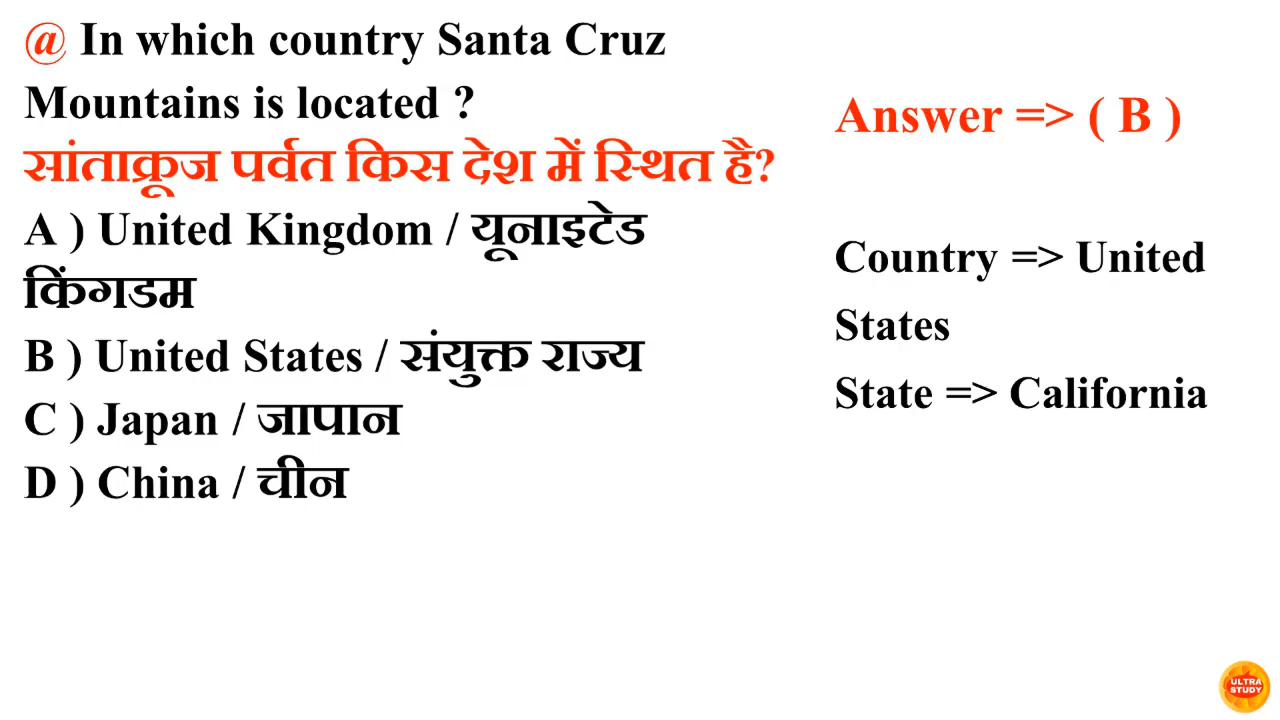 @ In which country Santa Cruz
Mountains is located ?
सांताक्रूज पर्वत किस देश में स्थित है?
A ) United Kingdom / यूनाइटेड
किंगडम
B ) United States / संयुक्त राज्य
C ) Japan / जापान
D ) China / चीन
Answer => ( B )
Country => United
States
State => California
ULTRA
STUDY